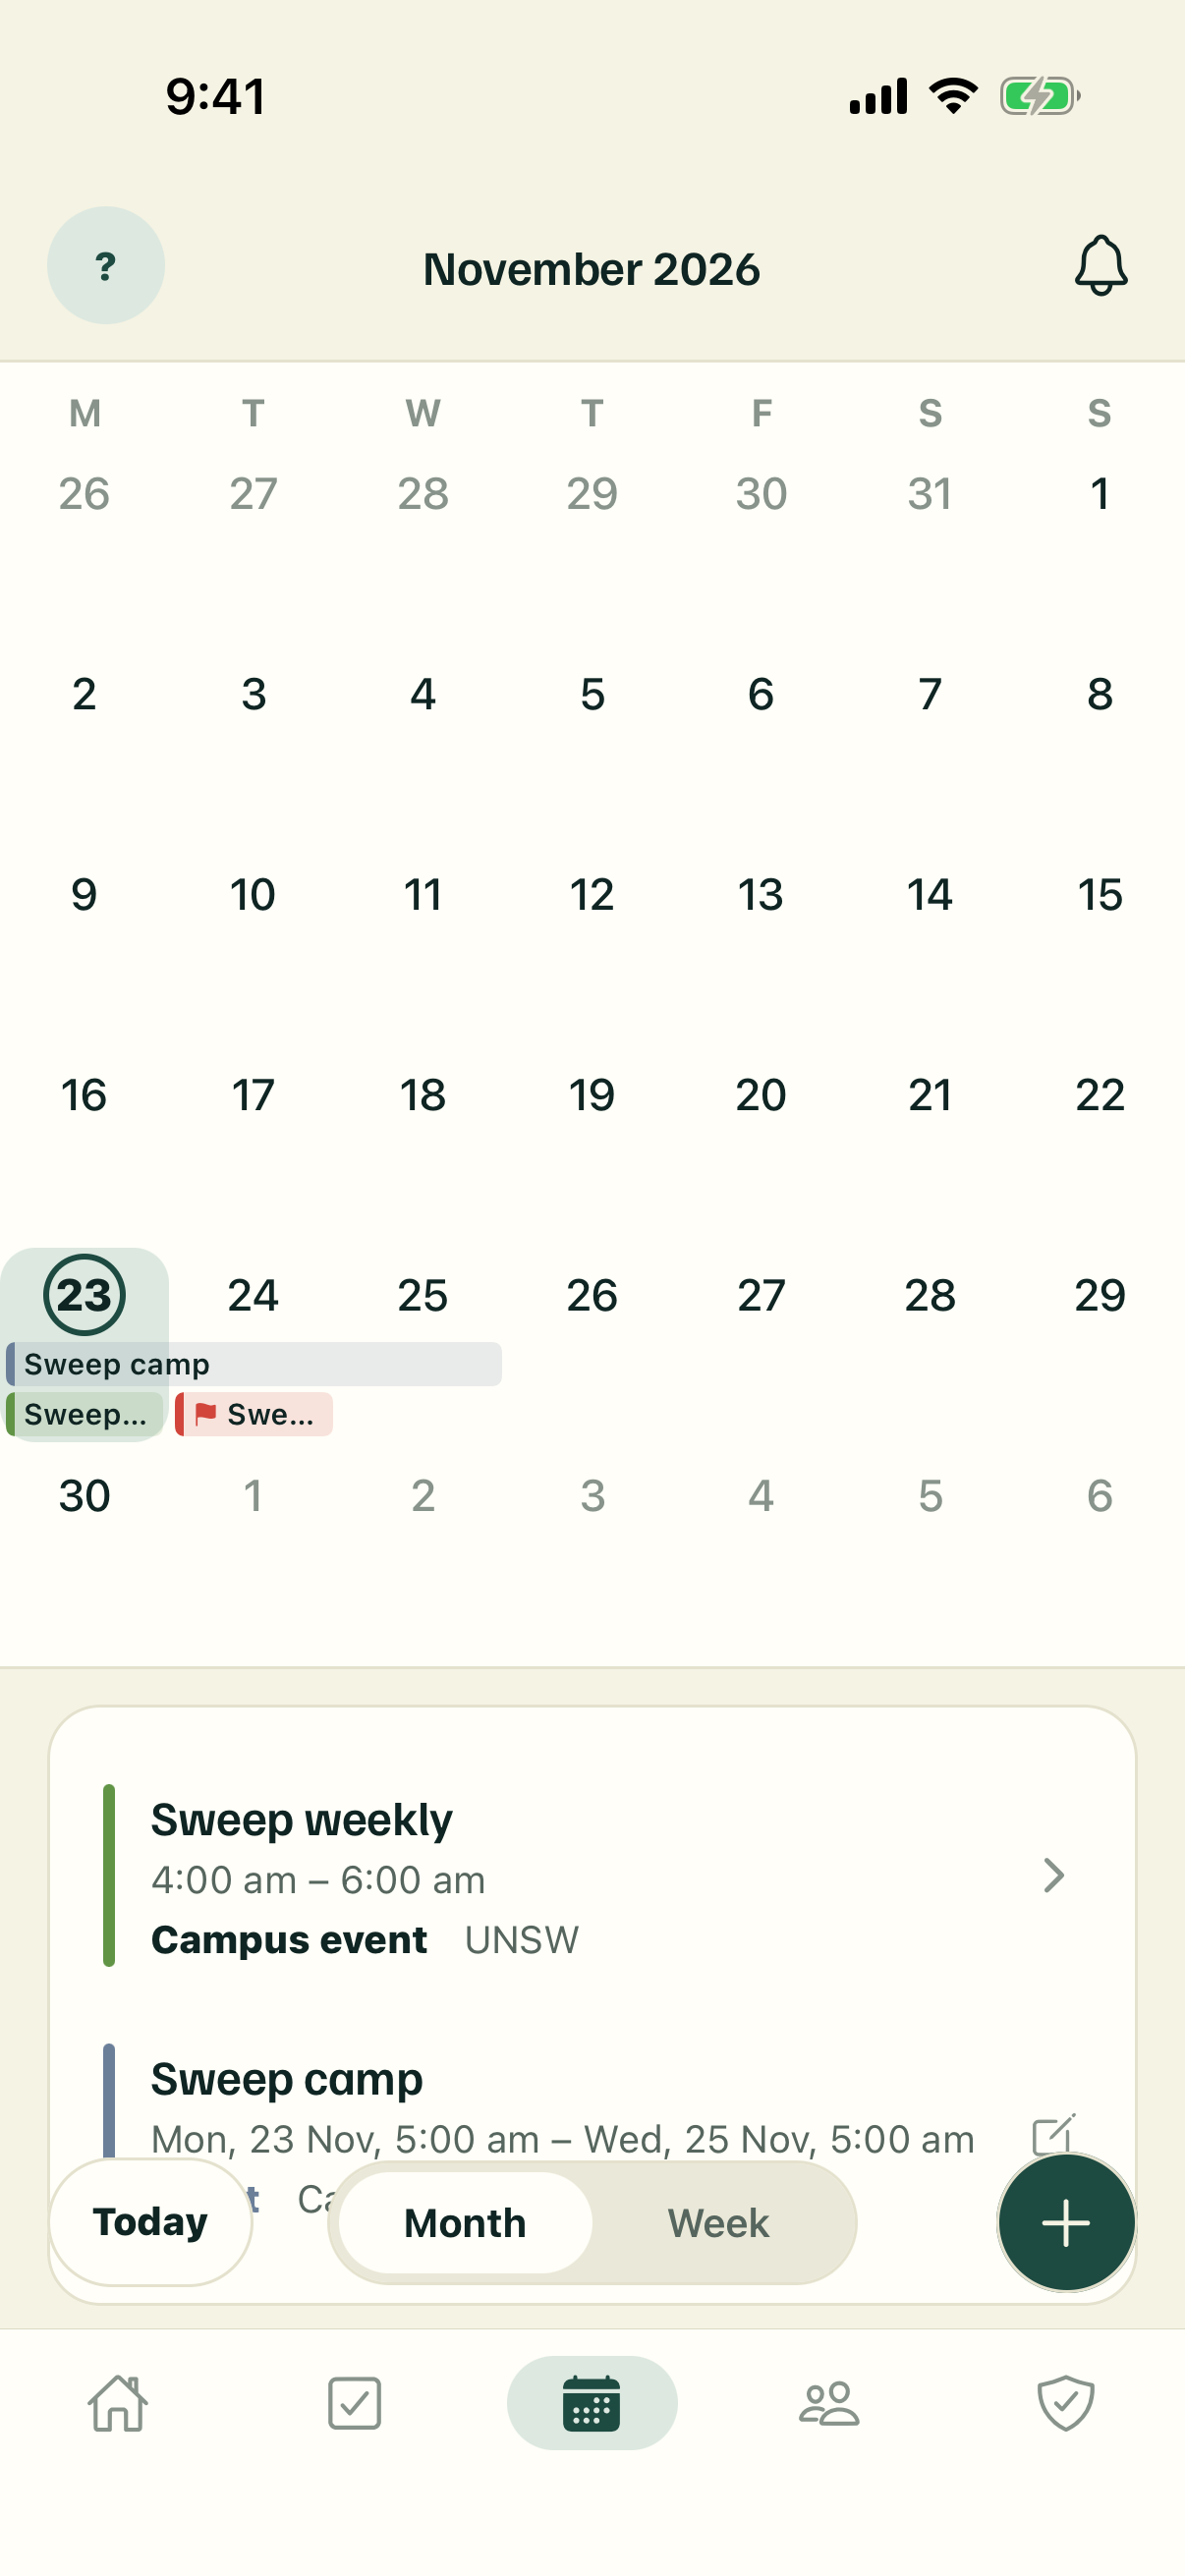 9:41
?
November 2026
M T W T F S S
26 27 28 29 30 31 1
2 3 4 5 6 7 8
9 10 11 12 13 14 15
16 17 18 19 20 21 22
23 24 25 26 27 28 29
Sweep camp
Sweep... Swe...
30 1 2 3 4 5 6
Sweep weekly
4:00 am – 6:00 am
Campus event UNSW
Sweep camp
Mon, 23 Nov, 5:00 am – Wed, 25 Nov, 5:00 am
Today Month Week